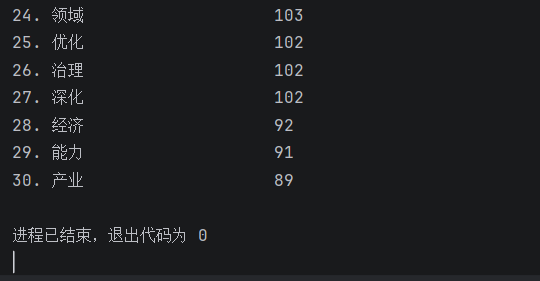 24. 领域 103
25. 优化 102
26. 治理 102
27. 深化 102
28. 经济 92
29. 能力 91
30. 产业 89
进程已结束，退出代码为 0